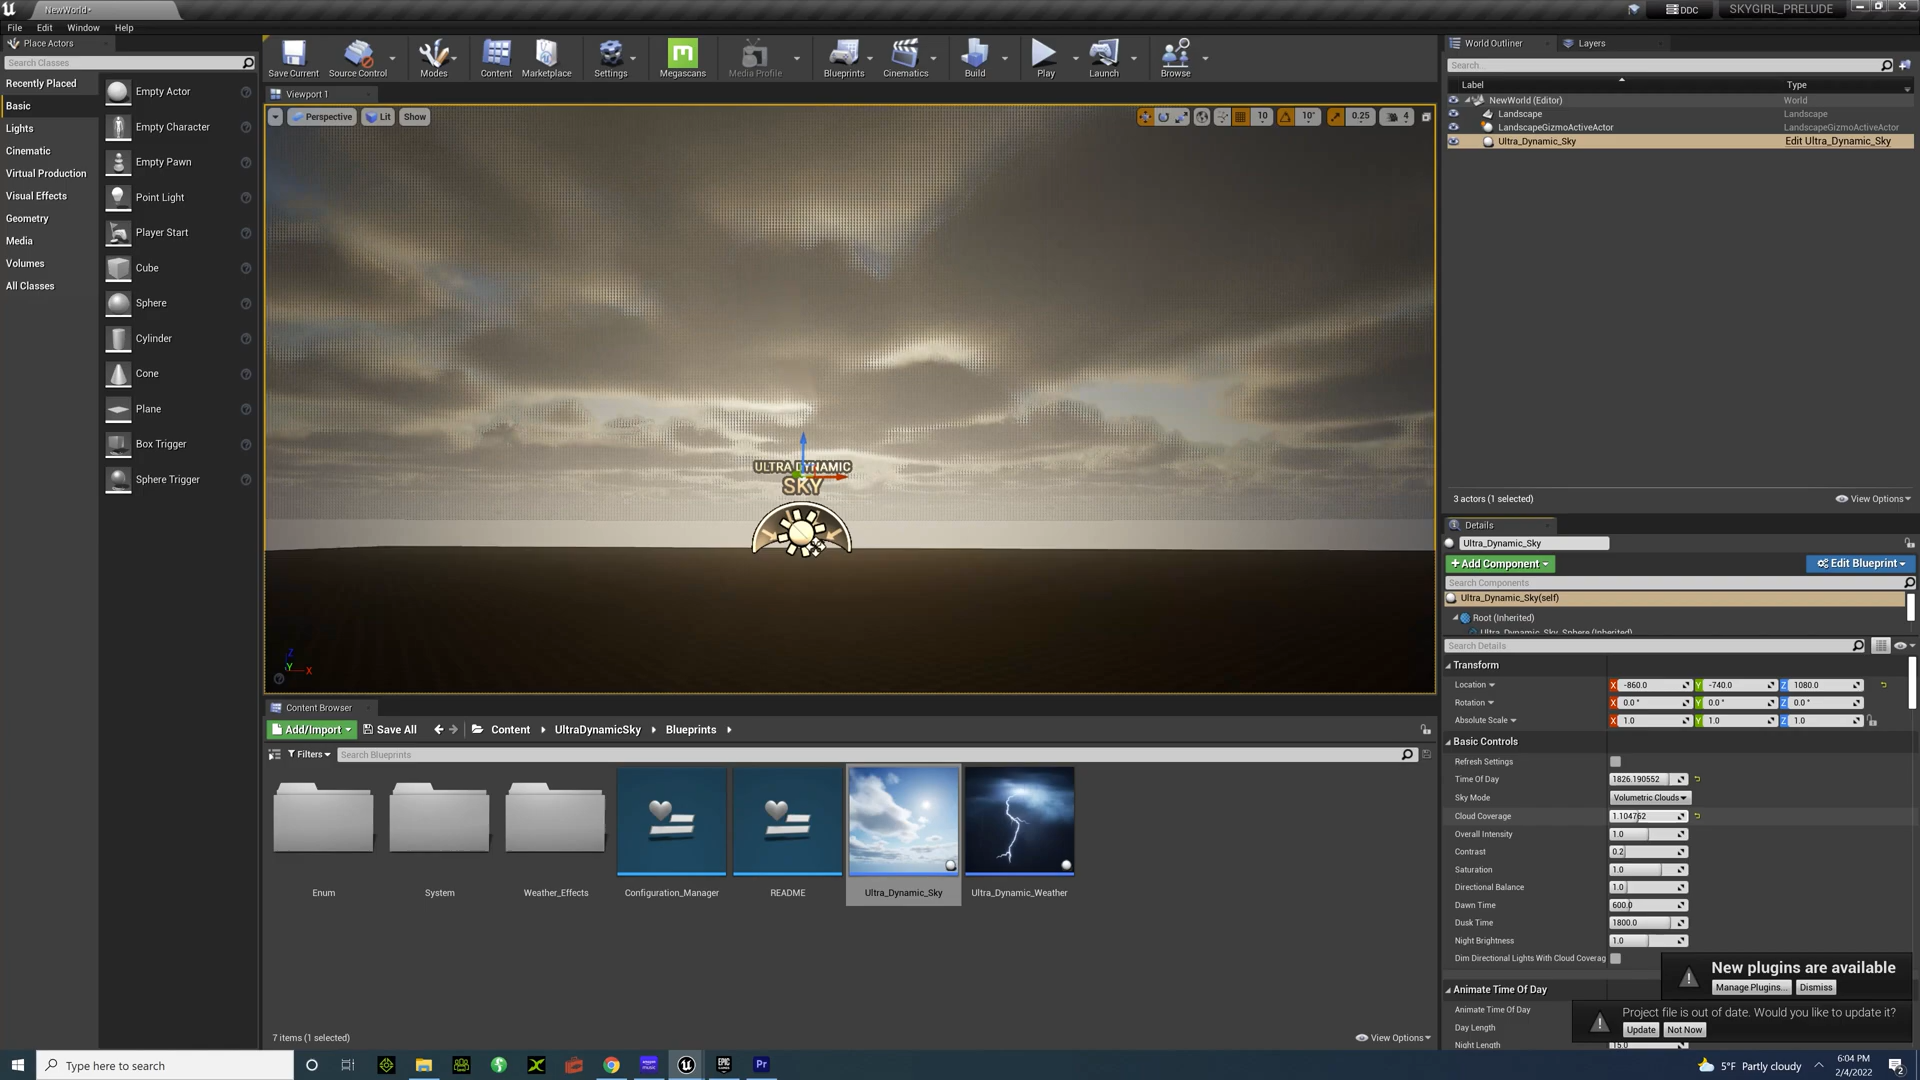 NewWorld*
DDC
SKYGIRL_PRELUDE
File Edit Window Help
Place Actors
Search Classes
Recently Placed
Basic
Lights
Cinematic
Virtual Production
Visual Effects
Geometry
Media
Volumes
All Classes
Empty Actor
Empty Character
Empty Pawn
Point Light
Player Start
Cube
Sphere
Cylinder
Cone
Plane
Box Trigger
Sphere Trigger
Save Current
Source Control
Modes
Content
Marketplace
Settings
Megascans
Media Profile
Blueprints
Cinematics
Build
Play
Launch
Browse
Viewport 1
Perspective
Lit
Show
10
10°
0.25
4
ULTRA DYNAMIC
SKY
Z
Y
X
Content Browser
Add/Import
Save All
Content
UltraDynamicSky
Blueprints
Filters
Search Blueprints
Enum
System
Weather_Effects
Configuration_Manager
README
Ultra_Dynamic_Sky
Ultra_Dynamic_Weather
7 items (1 selected)
View Options
World Outliner
Layers
Search...
Label Type
NewWorld (Editor) World
Landscape Landscape
LandscapeGizmoActiveActor LandscapeGizmoActiveActor
Ultra_Dynamic_Sky Edit Ultra_Dynamic_Sky
3 actors (1 selected)
View Options
Details
Ultra_Dynamic_Sky
+Add Component
Edit Blueprint
Search Components
Ultra_Dynamic_Sky(self)
Root (Inherited)
Ultra_Dynamic_Sky_Sphere (Inherited)
Search Details
Transform
Location X -860.0 Y -740.0 Z 1080.0
Rotation X 0.0° Y 0.0° Z 0.0°
Absolute Scale X 1.0 Y 1.0 Z 1.0
Basic Controls
Refresh Settings
Time Of Day 1826.190552
Sky Mode Volumetric Clouds
Cloud Coverage 1.104762
Overall Intensity 1.0
Contrast 0.2
Saturation 1.0
Directional Balance 1.0
Dawn Time 600.0
Dusk Time 1800.0
Night Brightness 1.0
Dim Directional Lights With Cloud Coverag
Animate Time Of Day
Animate Time Of Day
Day Length
Night Length 15.0
New plugins are available
Manage Plugins... Dismiss
Project file is out of date. Would you like to update it?
Update Not Now
Type here to search
amazon music
EPIC GAMES
Pr
5°F Partly cloudy
6:04 PM
2/4/2022
2